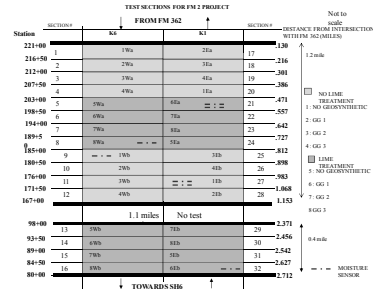 TEST SECTIONS FOR FM 2 PROJECT
FROM FM 362
Not to
scale
Station
SECTION #
K6
K1
SECTION #
DISTANCE FROM INTERSECTION
WITH FM 362 (MILES)
221+00
.130
1
1Wa
2Ea
17
1.2 mile
216+50
.216
2
2Wa
3Ea
18
212+00
.301
3
3Wa
4Ea
19
207+50
.386
4
4Wa
1Ea
20
NO LIME
TREATMENT
203+00
.471
5
5Wa
6Ea
21
1: NO GEOSYNTHETIC
198+50
.557
2: GG 1
6
6Wa
7Ea
22
3: GG 2
194+00
.642
4: GG 3
7
7Wa
8Ea
23
189+5
0
.727
8
8Wa
5Ea
24
LIME
TREATMENT
185+00
.812
5: NO GEOSYNTHETIC
9
1Wb
3Eb
25
180+50
.898
6: GG 1
10
2Wb
4Eb
26
176+00
.983
7: GG 2
11
3Wb
1Eb
27
171+50
1.068
8GG 3
12
4Wb
2Eb
28
167+00
1.153
1.1 miles
No test
98+00
2.371
13
5Wb
7Eb
29
93+50
2.456
14
6Wb
8Eb
30
0.4 mile
89+00
2.542
15
7Wb
5Eb
31
84+50
2.627
16
8Wb
6Eb
32
MOISTURE
SENSOR
80+00
2.712
TOWARDS SH6